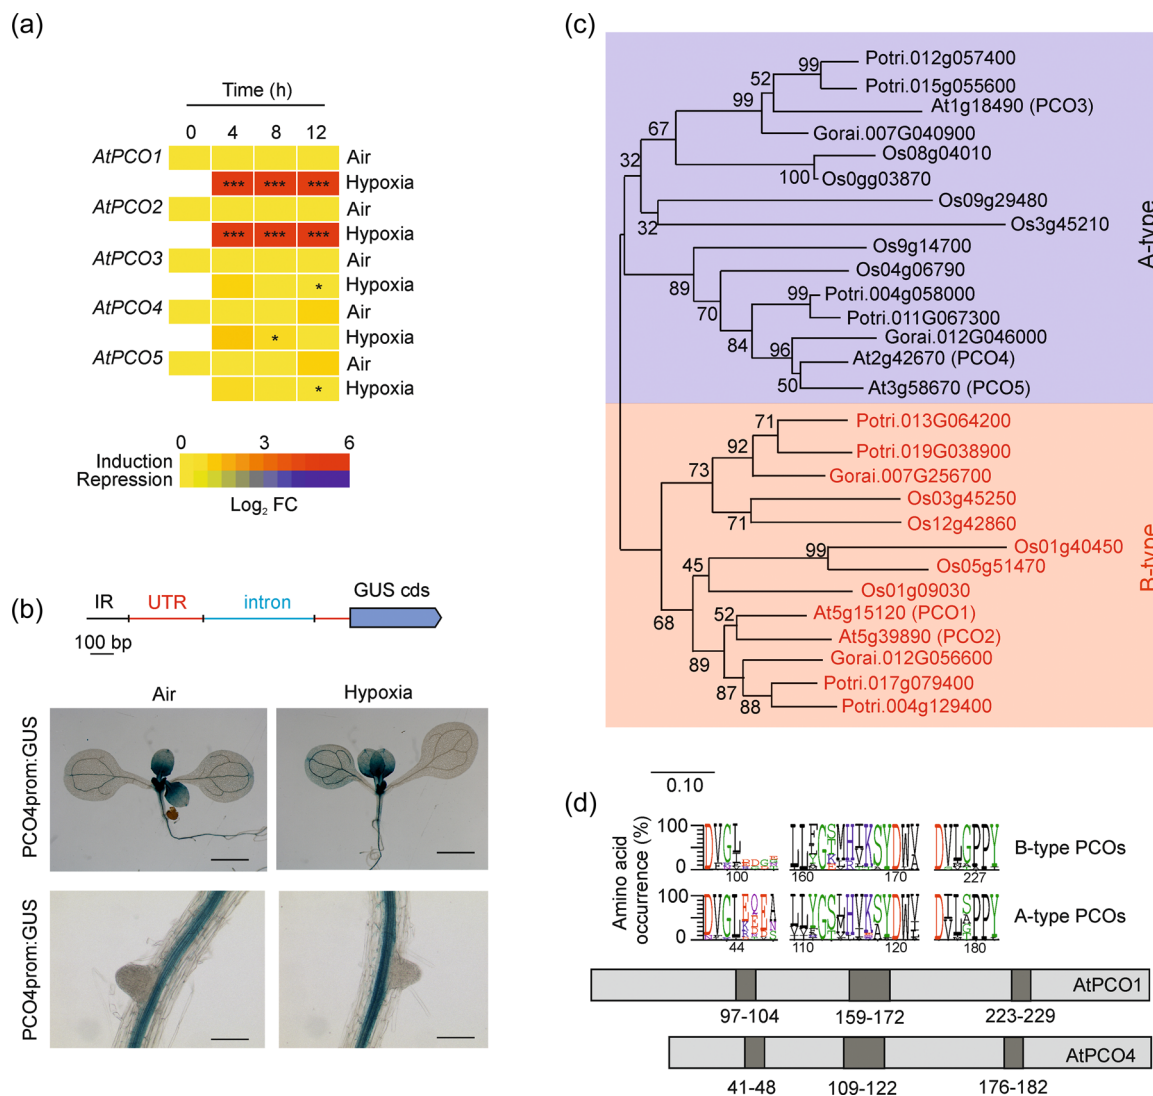 (a)
Time (h)
0 4 8 12
AtPCO1 Air
*** *** *** Hypoxia
AtPCO2 Air
*** *** *** Hypoxia
AtPCO3 Air
* Hypoxia
AtPCO4 Air
* Hypoxia
AtPCO5 Air
* Hypoxia
0 3 6
Induction
Repression
Log2 FC
(b)
IR UTR intron GUS cds
100 bp
Air Hypoxia
PCO4prom:GUS
PCO4prom:GUS
(c)
Potri.012g057400
99
52
Potri.015g055600
99
At1g18490 (PCO3)
67
Gorai.007G040900
32
Os08g04010
100
Os0gg03870
Os09g29480
32
Os3g45210
A-type
Os9g14700
89
Os04g06790
99
Potri.004g058000
70
Potri.011G067300
84
Gorai.012G046000
96
At2g42670 (PCO4)
50
At3g58670 (PCO5)
71
Potri.013G064200
92
Potri.019G038900
73
Gorai.007G256700
Os03g45250
71
Os12g42860
B-type
99
Os01g40450
45
Os05g51470
Os01g09030
68
52
At5g15120 (PCO1)
At5g39890 (PCO2)
89
Gorai.012G056600
87
Potri.017g079400
88
Potri.004g129400
0.10
(d)
Amino acid
occurrence (%)
100
0
100 160 170 227
B-type PCOs
100
0
44 110 120 180
A-type PCOs
AtPCO1
97-104 159-172 223-229
AtPCO4
41-48 109-122 176-182